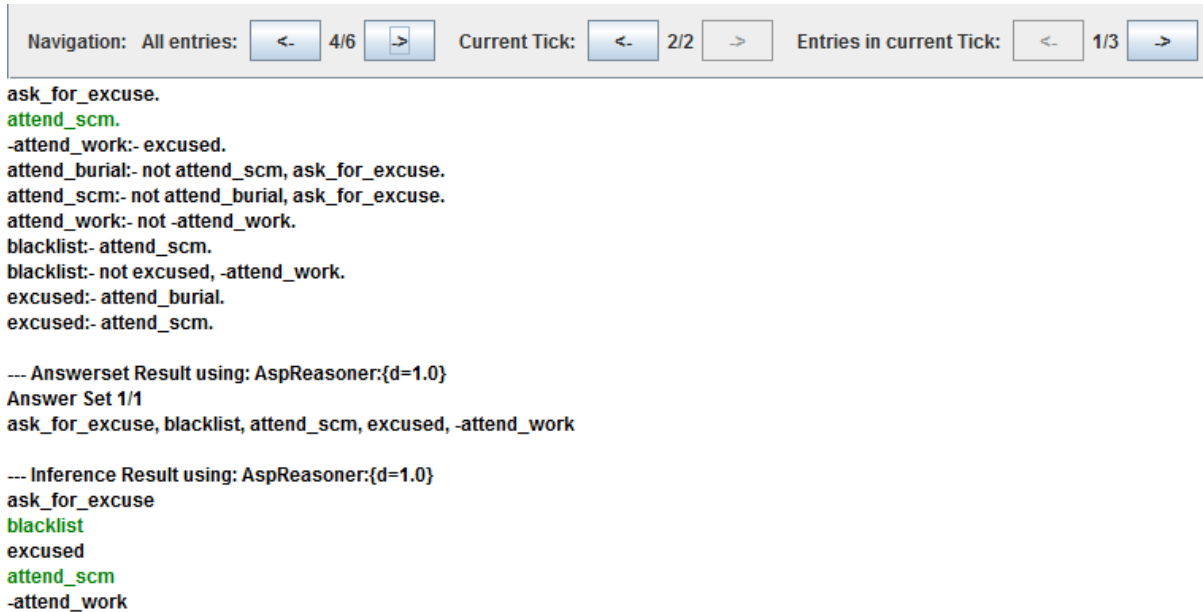 Navigation: All entries: <- 4/6 -> Current Tick: <- 2/2 -> Entries in current Tick: <- 1/3 ->
ask_for_excuse.
attend_scm.
-attend_work:- excused.
attend_burial:- not attend_scm, ask_for_excuse.
attend_scm:- not attend_burial, ask_for_excuse.
attend_work:- not -attend_work.
blacklist:- attend_scm.
blacklist:- not excused, -attend_work.
excused:- attend_burial.
excused:- attend_scm.
--- Answerset Result using: AspReasoner:{d=1.0}
Answer Set 1/1
ask_for_excuse, blacklist, attend_scm, excused, -attend_work
--- Inference Result using: AspReasoner:{d=1.0}
ask_for_excuse
blacklist
excused
attend_scm
-attend_work